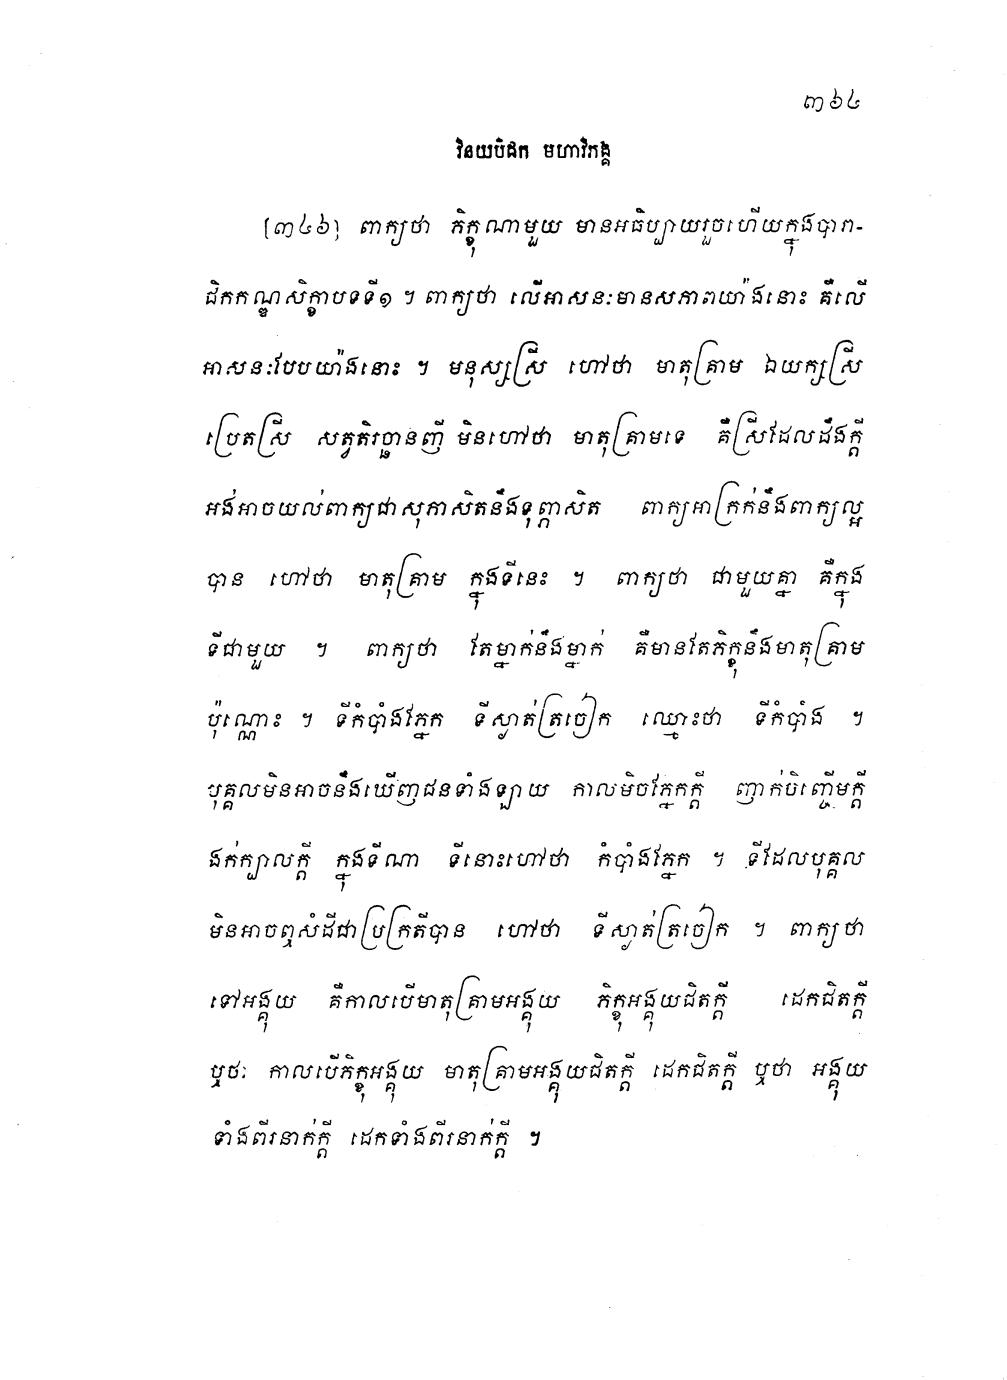 ៣៦៤
វិនយបិដក មហាវិភង្គ
[៣៤៦] ពាក្យថា ភិក្ខុណាមួយ មានអធិប្បាយរួចហើយក្នុងបារា-
ជិកកណ្ឌសិក្ខាបទទី១ ។ ពាក្យថា លើអាសនៈមានសភាពយ៉ាងនោះ គឺលើ
អាសនៈបែបយ៉ាងនោះ ។ មនុស្សស្រី ហៅថា មាតុគ្រាម ឯយក្សស្រី
ប្រេតស្រី សត្វតិរច្ឆានញី មិនហៅថា មាតុគ្រាមទេ គឺស្រីដែលដឹងក្តី
អង់អាចយល់ពាក្យជាសុភាសិតនឹងទុព្ភាសិត ពាក្យអាក្រក់នឹងពាក្យល្អ
បាន ហៅថា មាតុគ្រាម ក្នុងទីនេះ ។ ពាក្យថា ជាមួយគ្នា គឺក្នុង
ទីជាមួយ ។ ពាក្យថា តែម្នាក់នឹងម្នាក់ គឺមានតែភិក្ខុនឹងមាតុគ្រាម
ប៉ុណ្ណោះ ។ ទីកំបាំងភ្នែក ទីស្ងាត់ត្រចៀក ឈ្មោះថា ទីកំបាំង ។
បុគ្គលមិនអាចនឹងឃើញជនទាំងឡាយ កាលមិចភ្នែកក្តី ញាក់ចិញ្ចើមក្តី
ងក់ក្បាលក្តី ក្នុងទីណា ទីនោះហៅថា កំបាំងភ្នែក ។ ទីដែលបុគ្គល
មិនអាចឮសំដីជាប្រក្រតីបាន ហៅថា ទីស្ងាត់ត្រចៀក ។ ពាក្យថា
ទៅអង្គុយ គឺកាលបើមាតុគ្រាមអង្គុយ ភិក្ខុអង្គុយជិតក្តី ដេកជិតក្តី
ឬថៈ កាលបើភិក្ខុអង្គុយ មាតុគ្រាមអង្គុយជិតក្តី ដេកជិតក្តី ឬថា អង្គុយ
ទាំងពីរនាក់ក្តី ដេកទាំងពីរនាក់ក្តី ។